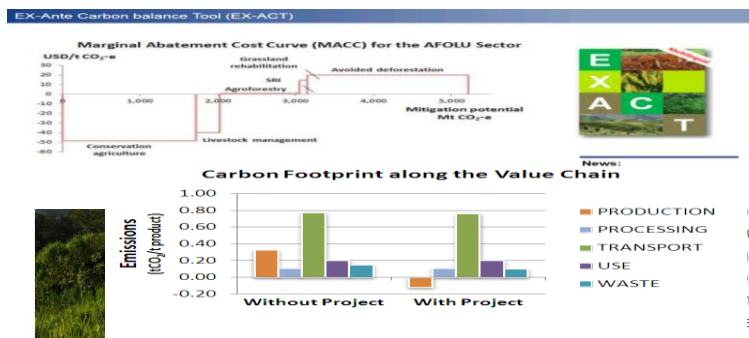 EX-Ante Carbon balance Tool (EX-ACT)
Marginal Abatement Cost Curve (MACC) for the AFOLU Sector
USD/t CO₂-e
Grassland
rehabilitation
Avoided deforestation
SRI
Agroforestry
30
20
10
0
-10
-20
-30
-40
-50
-60
0
1,000
2,000
3,000
4,000
5,000
Mitigation potential
Mt CO₂-e
Livestock management
Conservation
agriculture
Multilingual
E
X
A C
T
News:
Carbon Footprint along the Value Chain
Emissions
(tCO₂/t product)
1.00
0.80
0.60
0.40
0.20
0.00
-0.20
Without Project
With Project
PRODUCTION
PROCESSING
TRANSPORT
USE
WASTE